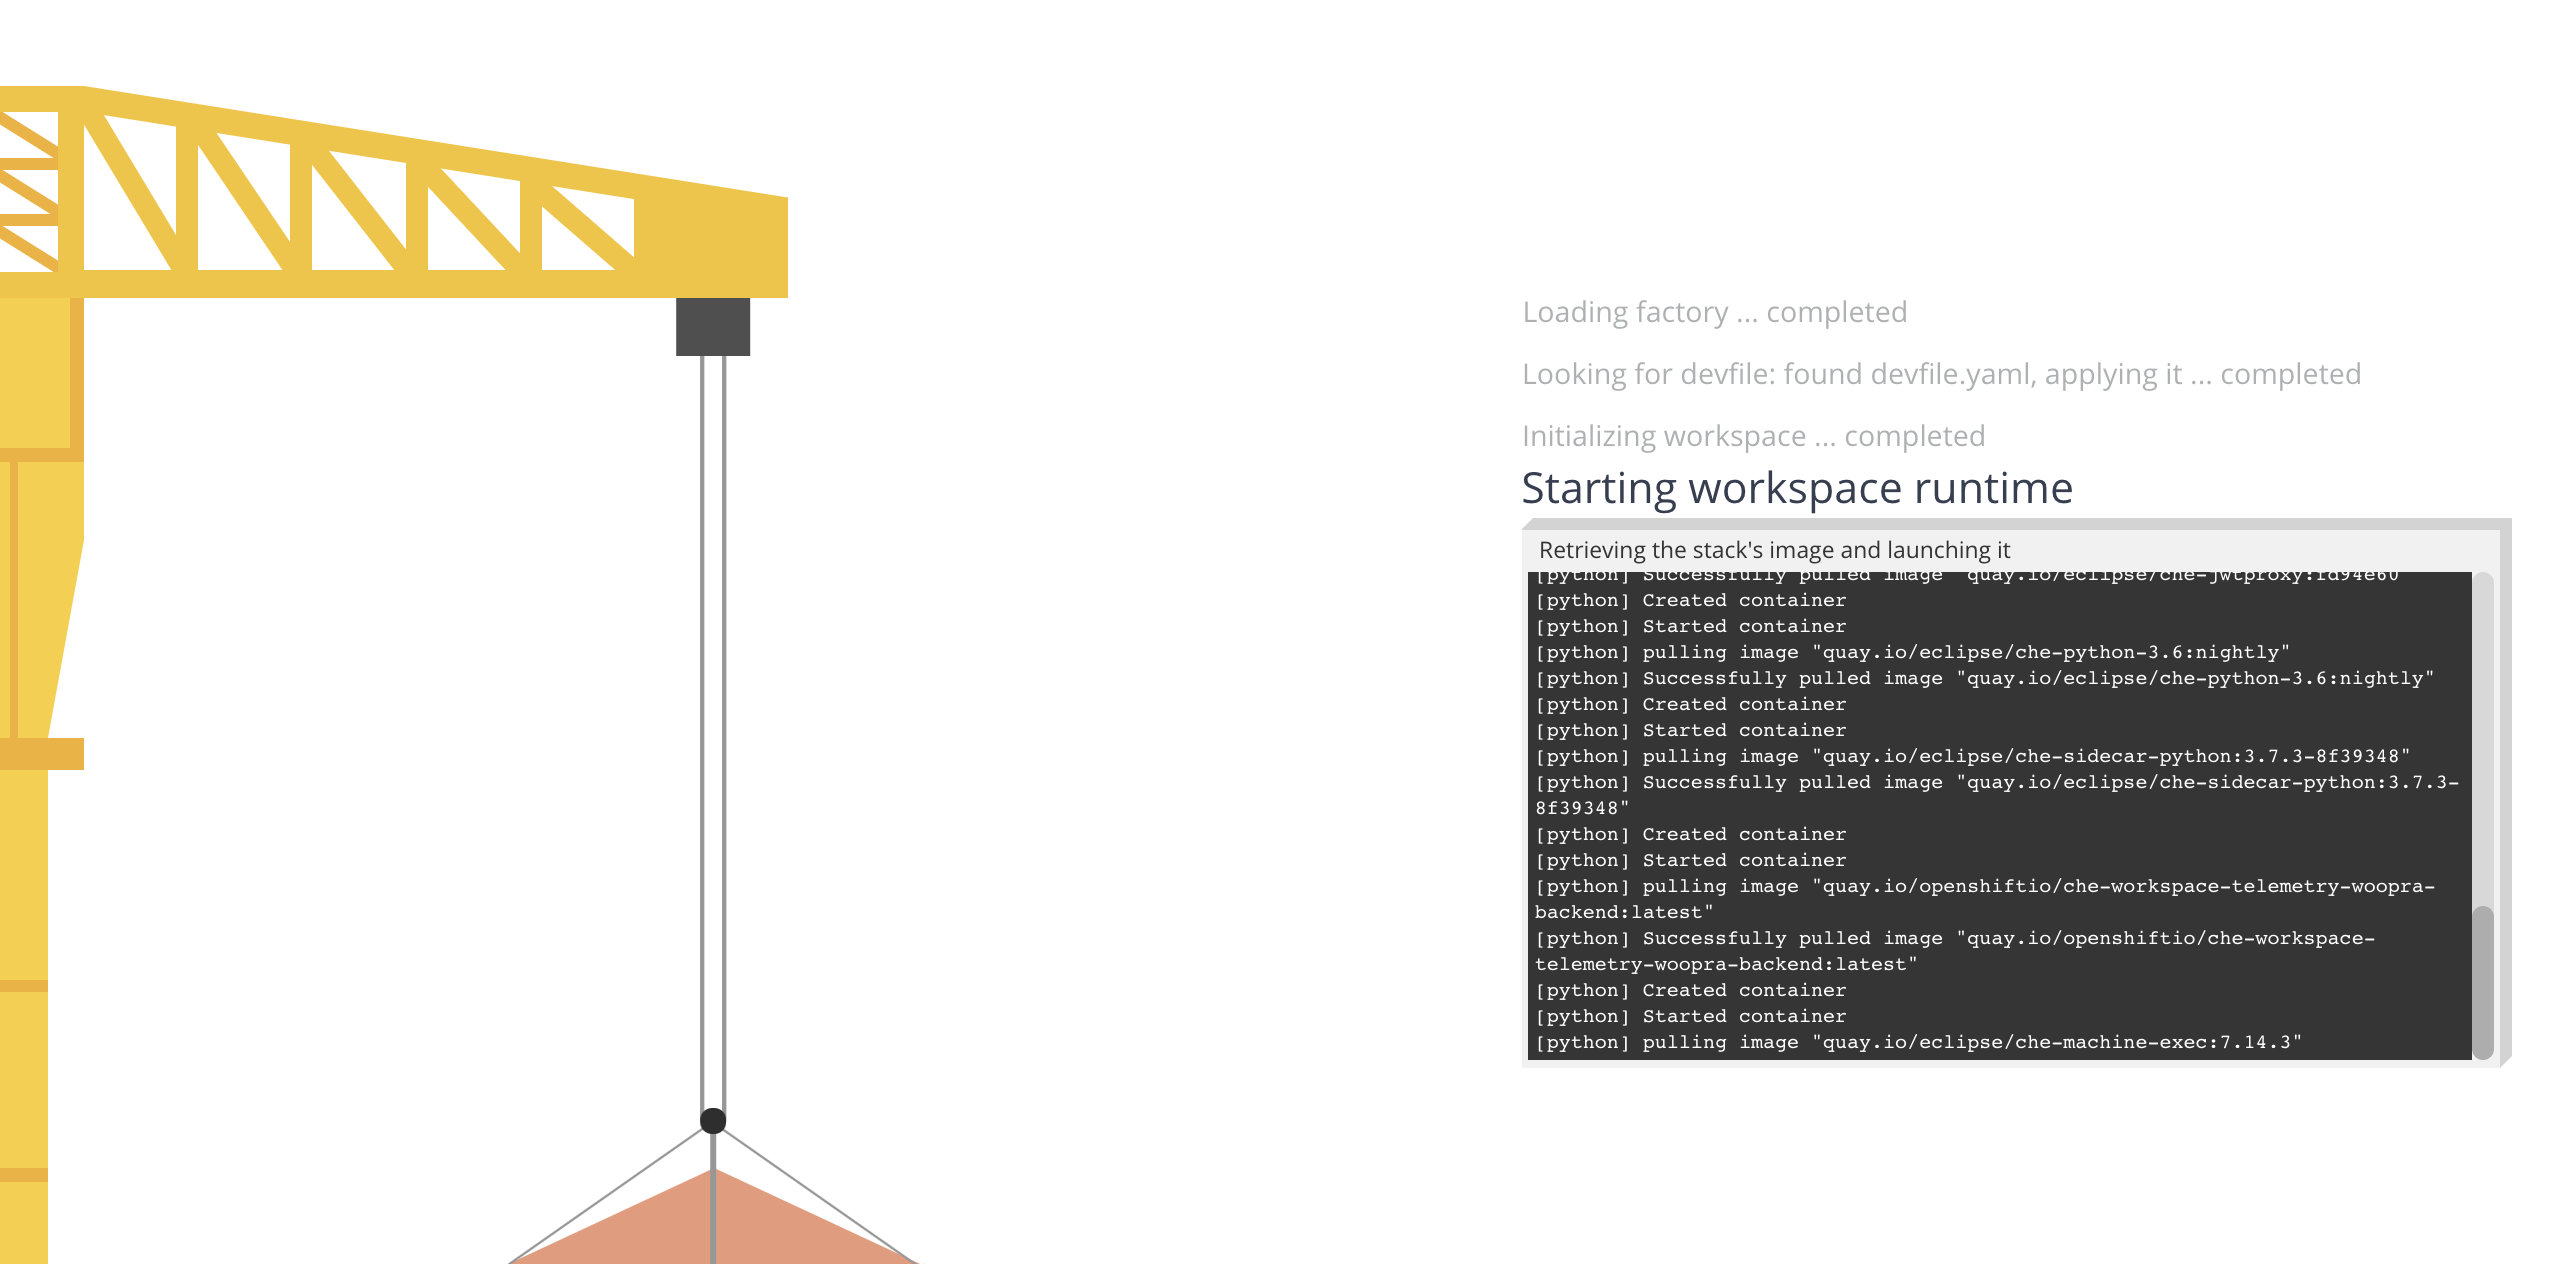 Loading factory ... completed
Looking for devfile: found devfile.yaml, applying it ... completed
Initializing workspace ... completed
Starting workspace runtime
Retrieving the stack's image and launching it
[python] Successfully pulled image "quay.io/eclipse/che-jwtproxy:fd94e60"
[python] Created container
[python] Started container
[python] pulling image "quay.io/eclipse/che-python-3.6:nightly"
[python] Successfully pulled image "quay.io/eclipse/che-python-3.6:nightly"
[python] Created container
[python] Started container
[python] pulling image "quay.io/eclipse/che-sidecar-python:3.7.3-8f39348"
[python] Successfully pulled image "quay.io/eclipse/che-sidecar-python:3.7.3-
8f39348"
[python] Created container
[python] Started container
[python] pulling image "quay.io/openshiftio/che-workspace-telemetry-woopra-
backend:latest"
[python] Successfully pulled image "quay.io/openshiftio/che-workspace-
telemetry-woopra-backend:latest"
[python] Created container
[python] Started container
[python] pulling image "quay.io/eclipse/che-machine-exec:7.14.3"